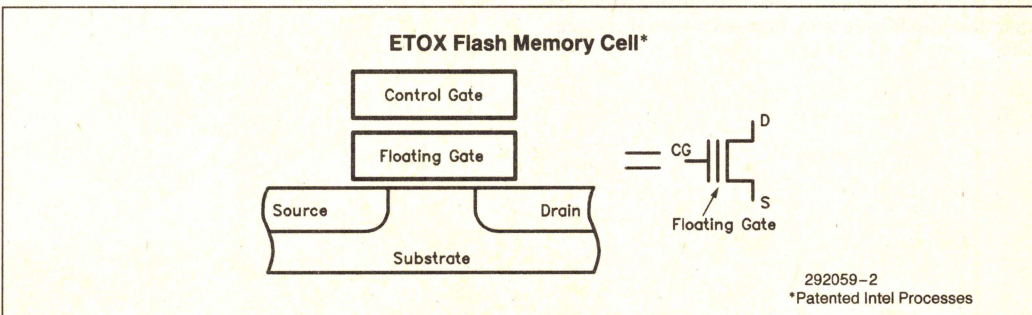 ETOX Flash Memory Cell*
Control Gate
Floating Gate
Source
Drain
Substrate
CG
D
S
Floating Gate
292059-2
*Patented Intel Processes